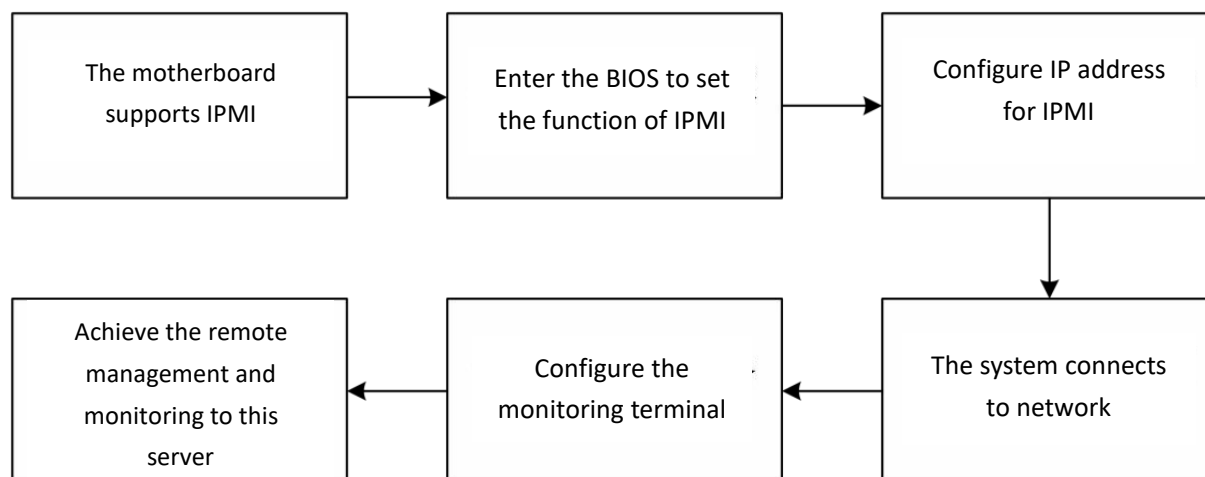 The motherboard
supports IPMI
Enter the BIOS to set
the function of IPMI
Configure IP address
for IPMI
The system connects
to network
Configure the
monitoring terminal
Achieve the remote
management and
monitoring to this
server